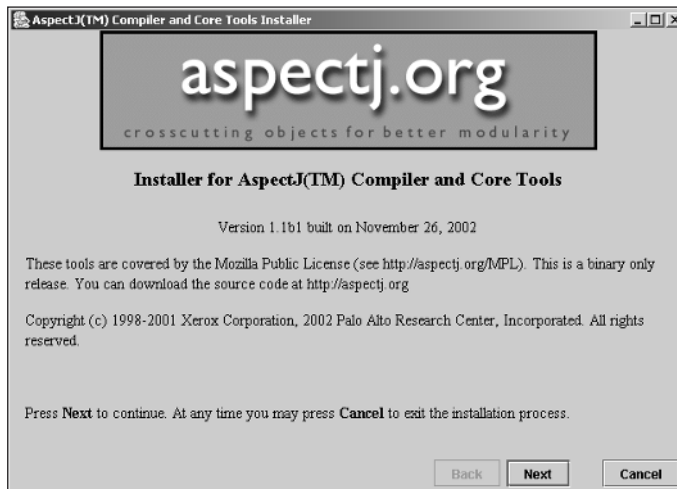 AspectJ(TM) Compiler and Core Tools Installer
aspectj.org
crosscutting objects for better modularity
Installer for AspectJ(TM) Compiler and Core Tools
Version 1.1b1 built on November 26, 2002
These tools are covered by the Mozilla Public License (see http://aspectj.org/MPL). This is a binary only
release. You can download the source code at http://aspectj.org
Copyright (c) 1998-2001 Xerox Corporation, 2002 Palo Alto Research Center, Incorporated. All rights
reserved.
Press Next to continue. At any time you may press Cancel to exit the installation process.
Back Next Cancel